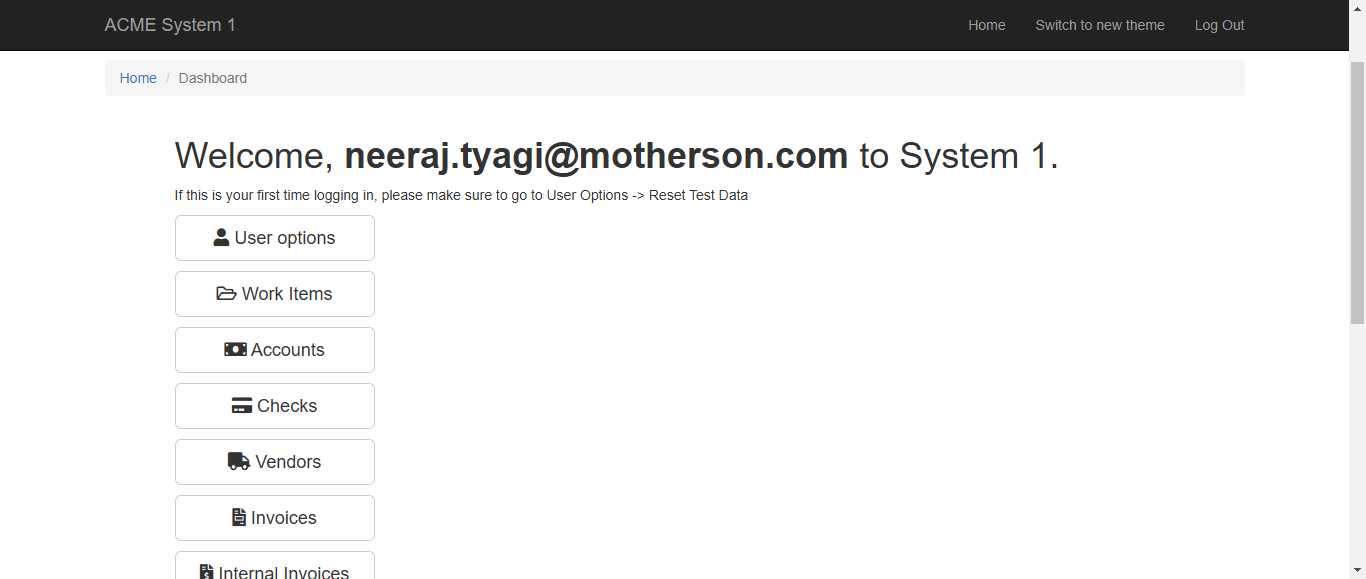 ACME System 1 Home Switch to new theme Log Out
Home / Dashboard
Welcome, neeraj.tyagi@motherson.com to System 1.
If this is your first time logging in, please make sure to go to User Options -> Reset Test Data
User options
Work Items
Accounts
Checks
Vendors
Invoices
Internal Invoices